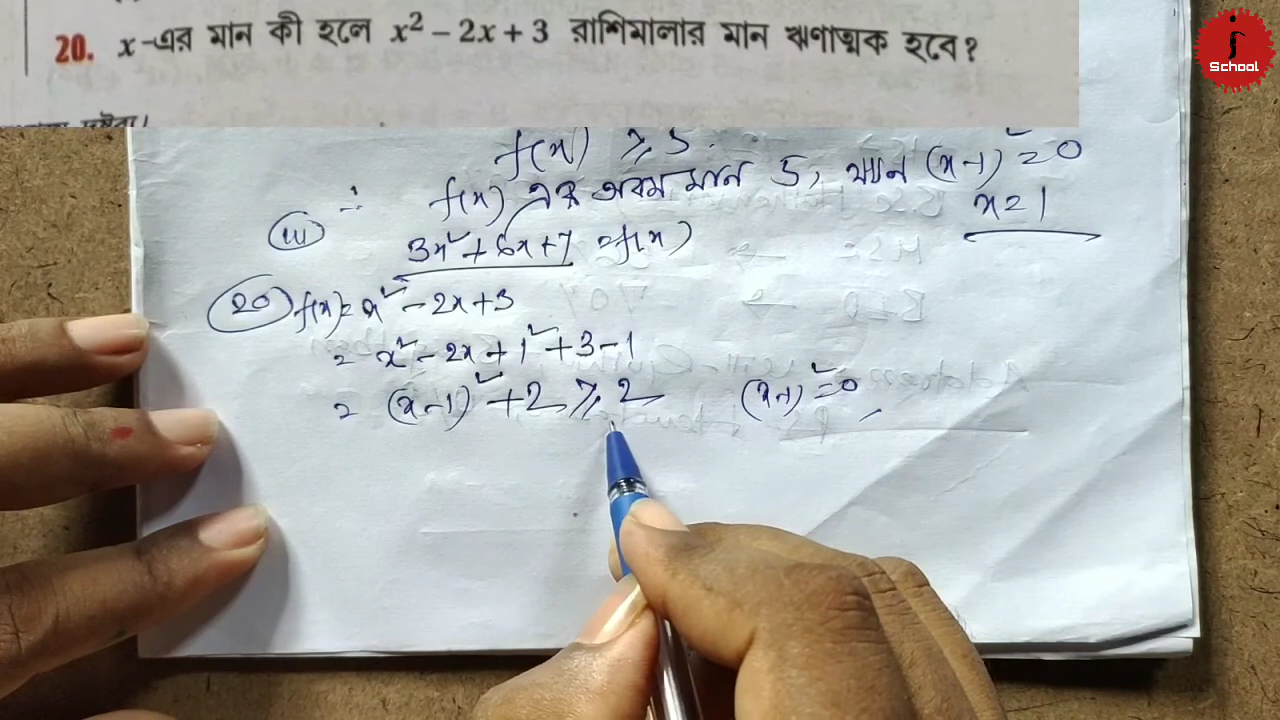 20. x-এর মান কী হলে x² – 2x + 3 রাশিমালার মান ঋণাত্মক হবে?
f School
f(x) ⩾ 5.
∴ f(x) এর অবম মান 5, যখন (x-1)² = 0
x = 1
(iii) 3x² + 6x + 7 = f(x)
(20) f(x) = x² - 2x + 3
= x² - 2x + 1² + 3 - 1
= (x-1)² + 2 ⩾ 2 (x-1)² = 0,